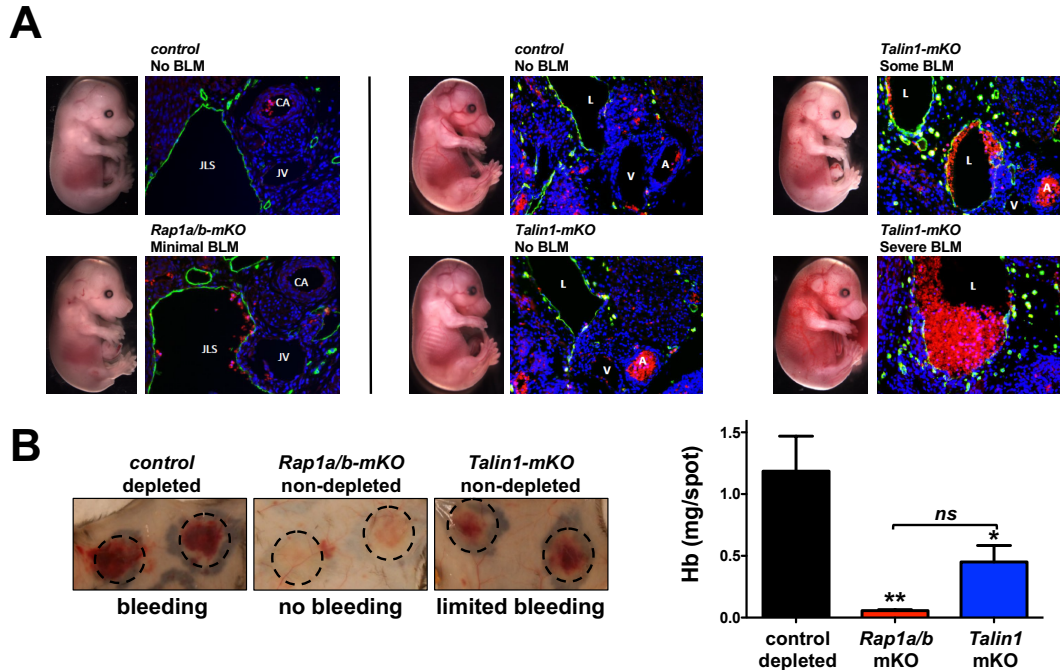 A
control
No BLM
CA
JLS
JV
Rap1a/b-mKO
Minimal BLM
CA
JLS
JV
control
No BLM
L
V
A
Talin1-mKO
No BLM
L
V
A
Talin1-mKO
Some BLM
L
L
V
A
Talin1-mKO
Severe BLM
L
B
control
depleted
Rap1a/b-mKO
non-depleted
Talin1-mKO
non-depleted
bleeding
no bleeding
limited bleeding
Hb (mg/spot)
1.5
1.0
0.5
0.0
ns
**
*
control
depleted
Rap1a/b
mKO
Talin1
mKO